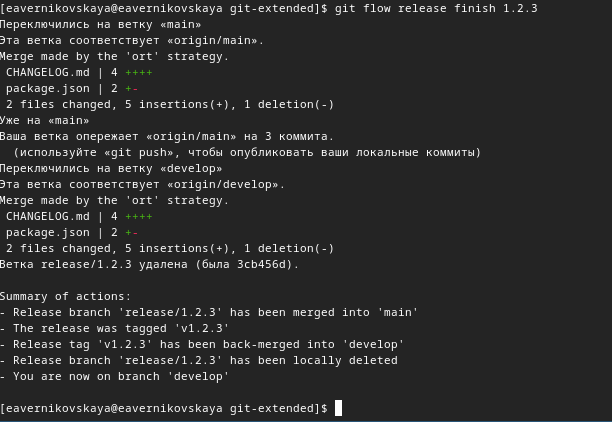 [eavernikovskaya@eavernikovskaya git-extended]$ git flow release finish 1.2.3
Переключились на ветку «main»
Эта ветка соответствует «origin/main».
Merge made by the 'ort' strategy.
CHANGELOG.md | 4 ++++
package.json | 2 +-
2 files changed, 5 insertions(+), 1 deletion(-)
Уже на «main»
Ваша ветка опережает «origin/main» на 3 коммита.
(используйте «git push», чтобы опубликовать ваши локальные коммиты)
Переключились на ветку «develop»
Эта ветка соответствует «origin/develop».
Merge made by the 'ort' strategy.
CHANGELOG.md | 4 ++++
package.json | 2 +-
2 files changed, 5 insertions(+), 1 deletion(-)
Ветка release/1.2.3 удалена (была 3cb456d).
Summary of actions:
- Release branch 'release/1.2.3' has been merged into 'main'
- The release was tagged 'v1.2.3'
- Release tag 'v1.2.3' has been back-merged into 'develop'
- Release branch 'release/1.2.3' has been locally deleted
- You are now on branch 'develop'
[eavernikovskaya@eavernikovskaya git-extended]$